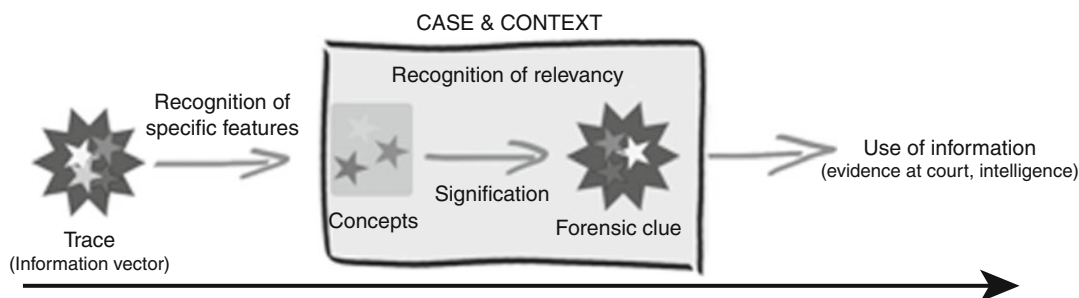 CASE & CONTEXT
Recognition of relevancy
Recognition of
specific features
Signification
Concepts
Forensic clue
Trace
(Information vector)
Use of information
(evidence at court, intelligence)